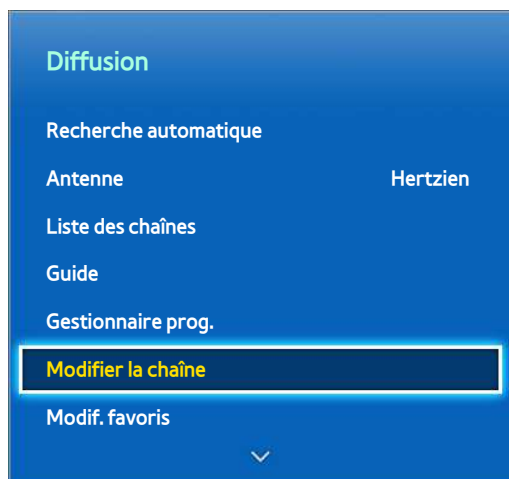 Diffusion
Recherche automatique
Antenne Hertzien
Liste des chaînes
Guide
Gestionnaire prog.
Modifier la chaîne
Modif. favoris